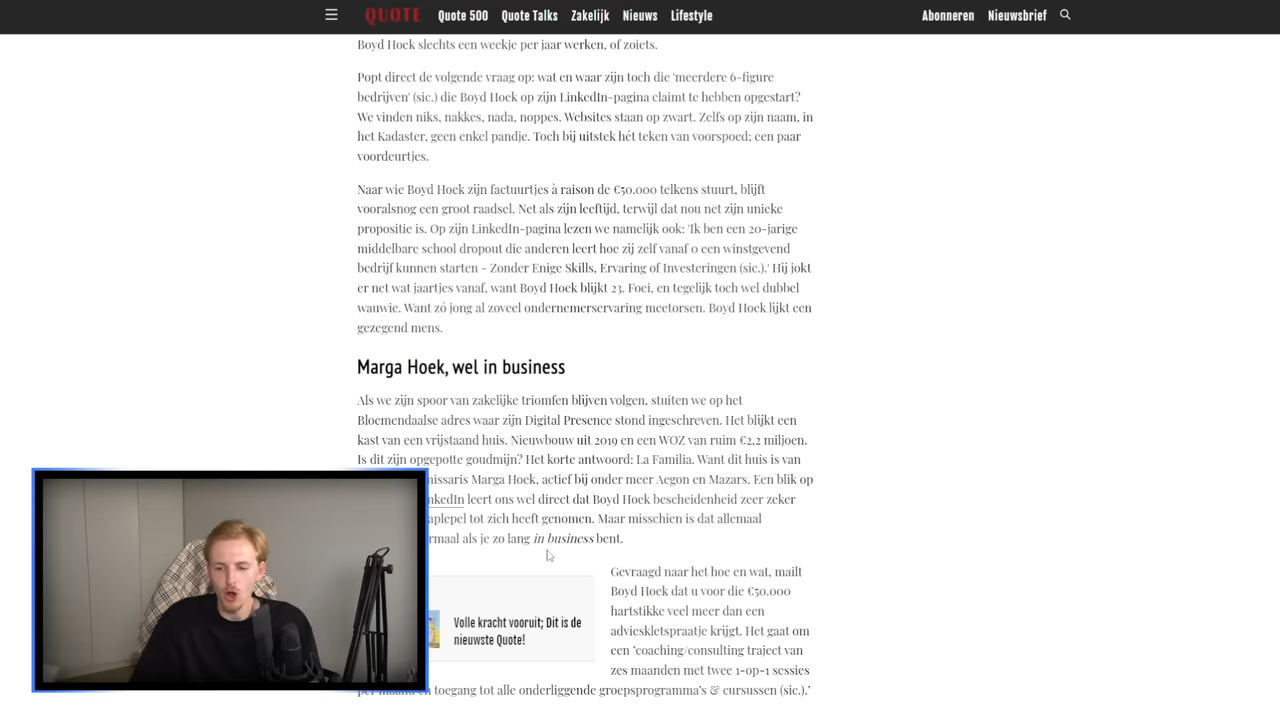 QUOTE Quote 500 Quote Talks Zakelijk Nieuws Lifestyle Abonneren Nieuwsbrief
Boyd Hoek slechts een weekje per jaar werken, of zoiets.
Popt direct de volgende vraag op: wat en waar zijn toch die 'meerdere 6-figure
bedrijven' (sic.) die Boyd Hoek op zijn LinkedIn-pagina claimt te hebben opgestart?
We vinden niks, nakkes, nada, noppes. Websites staan op zwart. Zelfs op zijn naam, in
het Kadaster, geen enkel pandje. Toch bij uitstek hét teken van voorspoed; een paar
voordeurtjes.
Naar wie Boyd Hoek zijn factuurtjes à raison de €50.000 telkens stuurt, blijft
vooralsnog een groot raadsel. Net als zijn leeftijd, terwijl dat nou net zijn unieke
propositie is. Op zijn LinkedIn-pagina lezen we namelijk ook: 'Ik ben een 20-jarige
middelbare school dropout die anderen leert hoe zij zelf vanaf 0 een winstgevend
bedrijf kunnen starten – Zonder Enige Skills, Ervaring of Investeringen (sic.).' Hij jokt
er net wat jaartjes vanaf, want Boyd Hoek blijkt 23. Foei, en tegelijk toch wel dubbel
wauwie. Want zó jong al zoveel ondernemerservaring meetorsen. Boyd Hoek lijkt een
gezegend mens.
Marga Hoek, wel in business
Als we zijn spoor van zakelijke triomfen blijven volgen, stuiten we op het
Bloemendaalse adres waar zijn Digital Presence stond ingeschreven. Het blijkt een
kast van een vrijstaand huis. Nieuwbouw uit 2019 en een WOZ van ruim €2,2 miljoen.
Is dit zijn opgepotte goudmijn? Het korte antwoord: La Familia. Want dit huis is van
missaris Marga Hoek, actief bij onder meer Aegon en Mazars. Een blik op
nkedIn leert ons wel direct dat Boyd Hoek bescheidenheid zeer zeker
aplepel tot zich heeft genomen. Maar misschien is dat allemaal
rmaal als je zo lang in business bent.
Volle kracht vooruit; Dit is de
nieuwste Quote!
Gevraagd naar het hoe en wat, mailt
Boyd Hoek dat u voor die €50.000
hartstikke veel meer dan een
advieskletspraatje krijgt. Het gaat om
een 'coaching/consulting traject van
zes maanden met twee 1-op-1 sessies
per maand en toegang tot alle onderliggende groepsprogramma's & cursussen (sic.).'